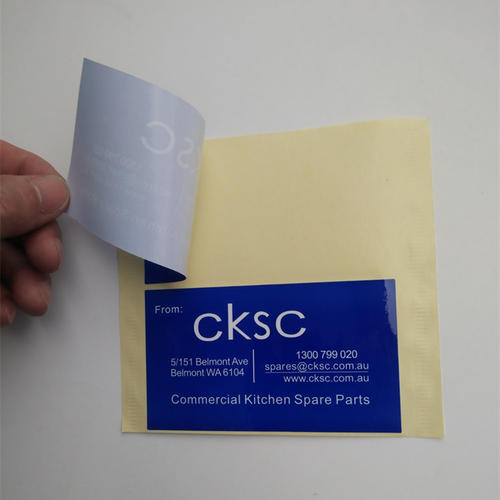 From:
cksc
5/151 Belmont Ave
Belmont WA 6104
1300 799 020
spares@cksc.com.au
www.cksc.com.au
Commercial Kitchen Spare Parts